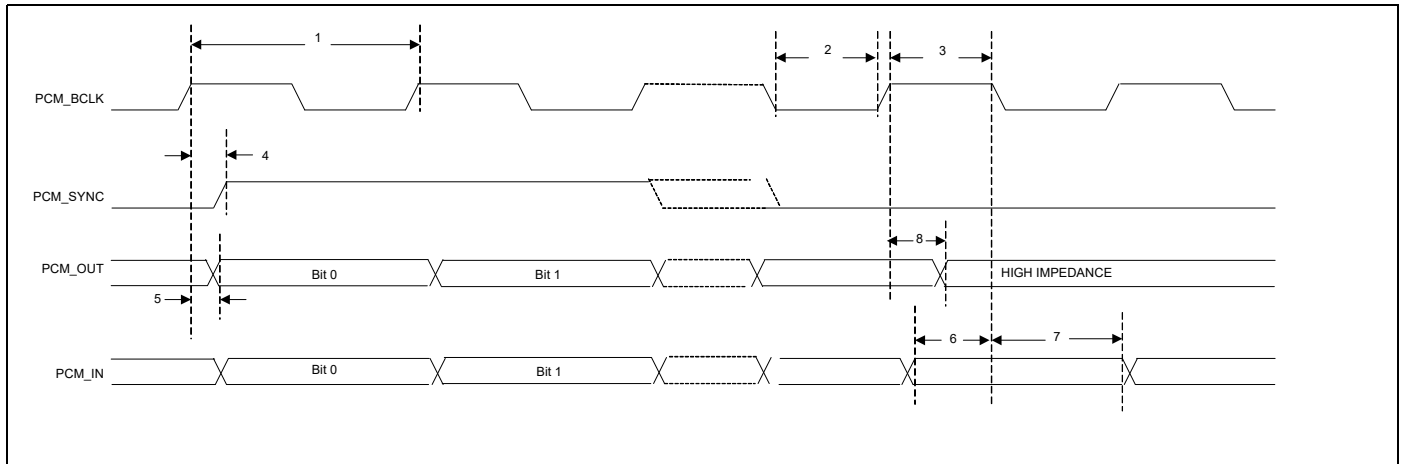 1
2
3
PCM_BCLK
4
PCM_SYNC
8
PCM_OUT
Bit 0
Bit 1
HIGH IMPEDANCE
5
6
7
PCM_IN
Bit 0
Bit 1